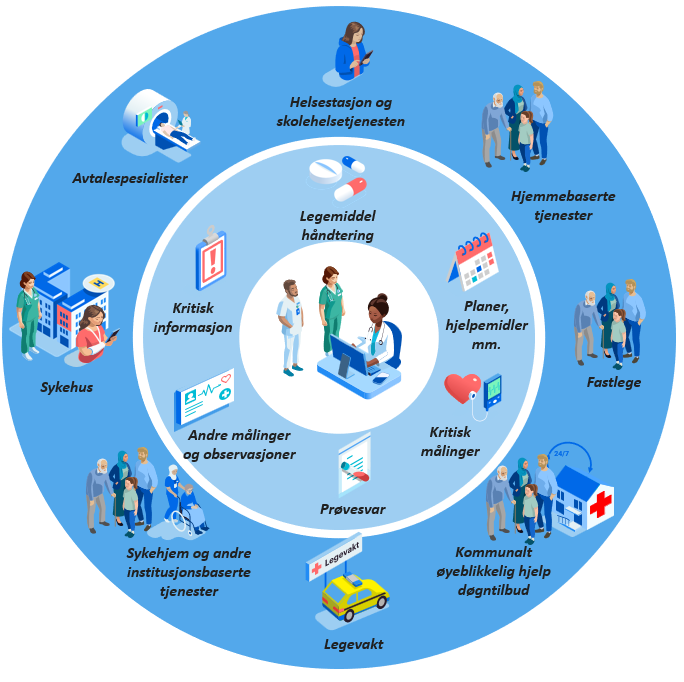 Helsestasjon og
skolehelsetjenesten
Avtalespesialister
Hjemmebaserte
tjenester
Legemiddel
håndtering
Kritisk
informasjon
Planer,
hjelpemidler
mm.
Sykehus
Fastlege
Andre målinger
og observasjoner
Kritisk
målinger
Prøvesvar
24/7
Sykehjem og andre
institusjonsbaserte
tjenester
Kommunalt
øyeblikkelig hjelp
døgntilbud
Legevakt
Legevakt
H